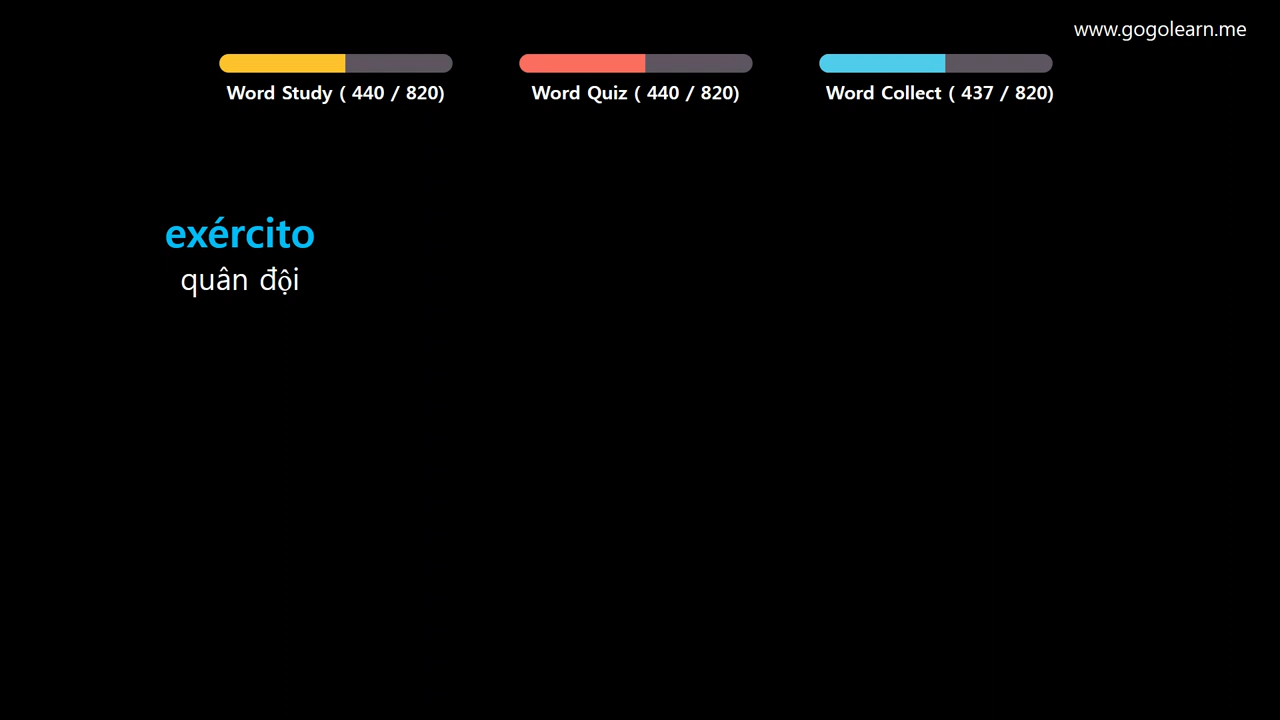 www.gogolearn.me
Word Study ( 440 / 820)
Word Quiz ( 440 / 820)
Word Collect ( 437 / 820)
exército
quân đội